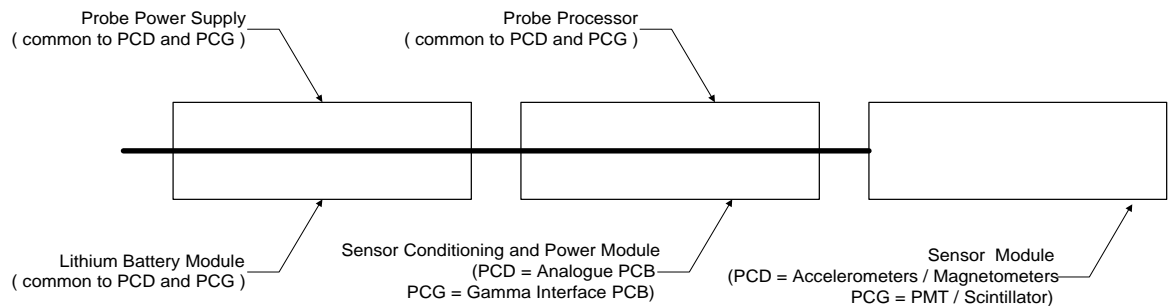 Probe Power Supply
( common to PCD and PCG )
Probe Processor
( common to PCD and PCG )
Lithium Battery Module
( common to PCD and PCG )
Sensor Conditioning and Power Module
(PCD = Analogue PCB
PCG = Gamma Interface PCB)
Sensor Module
(PCD = Accelerometers / Magnetometers
PCG = PMT / Scintillator)